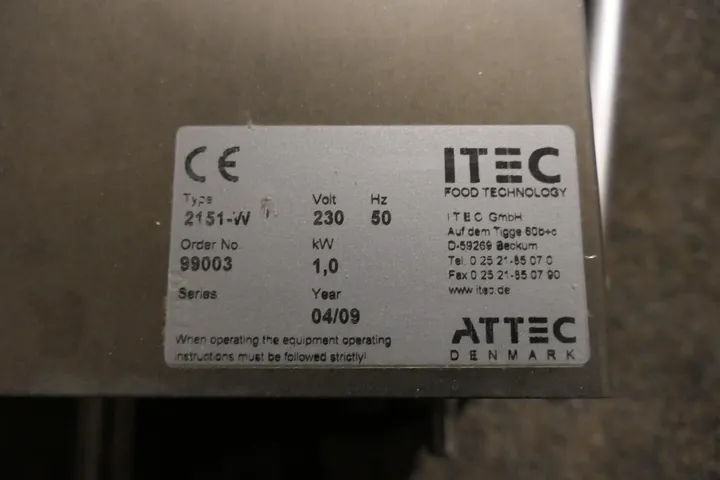 CE
ITEC
FOOD TECHNOLOGY
Type
2151-W
Volt
230
Hz
50
Order No.
99003
kW
1,0
Series
Year
04/09
When operating the equipment operating
instructions must be followed strictly!
ITEC GmbH
Auf dem Tigge 60b+c
D-59269 Beckum
Tel. 0 25 21-85 07 0
Fax 0 25 21-85 07 90
www.itec.de
ATTEC
DENMARK